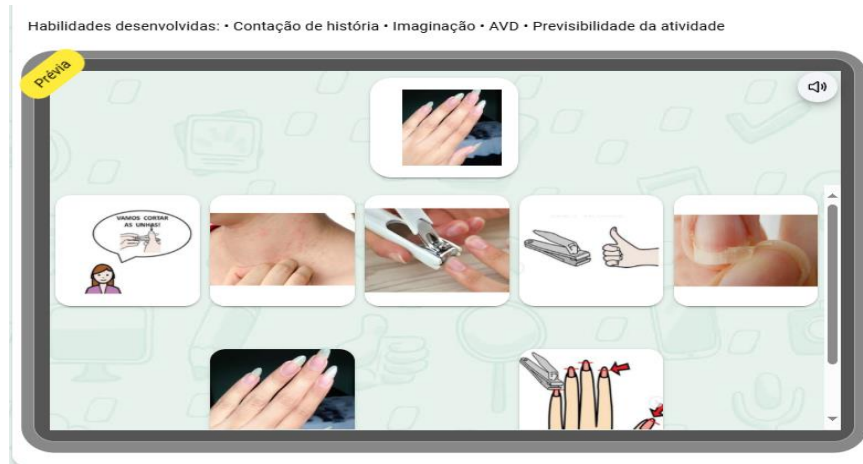 Habilidades desenvolvidas: • Contação de história • Imaginação • AVD • Previsibilidade da atividade
Prévia
VAMOS CORTAR
AS UNHAS!